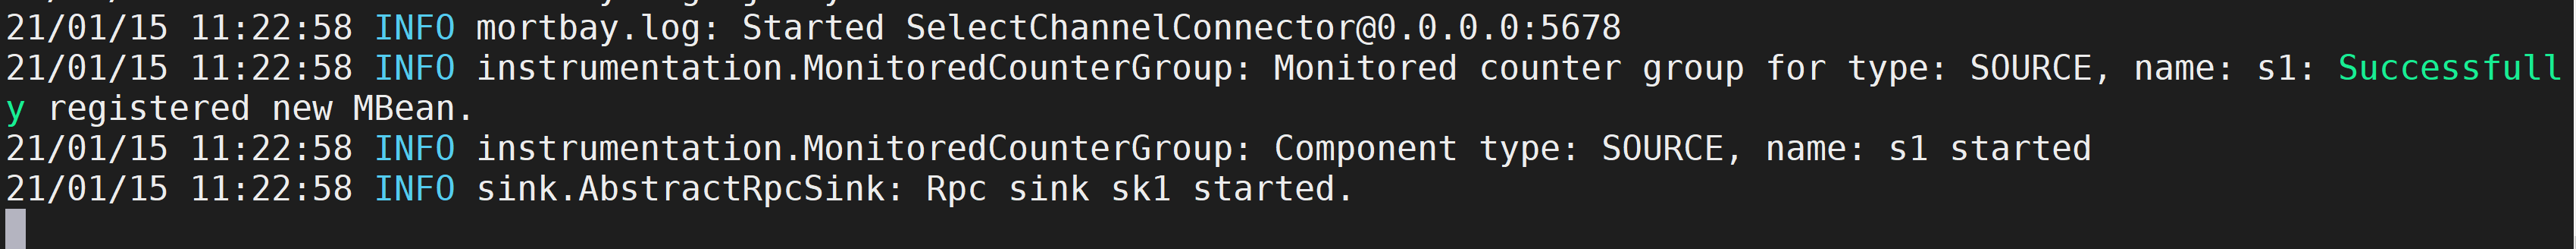 21/01/15 11:22:58 INFO mortbay.log: Started SelectChannelConnector@0.0.0.0:5678
21/01/15 11:22:58 INFO instrumentation.MonitoredCounterGroup: Monitored counter group for type: SOURCE, name: s1: Successfull
y registered new MBean.
21/01/15 11:22:58 INFO instrumentation.MonitoredCounterGroup: Component type: SOURCE, name: s1 started
21/01/15 11:22:58 INFO sink.AbstractRpcSink: Rpc sink sk1 started.